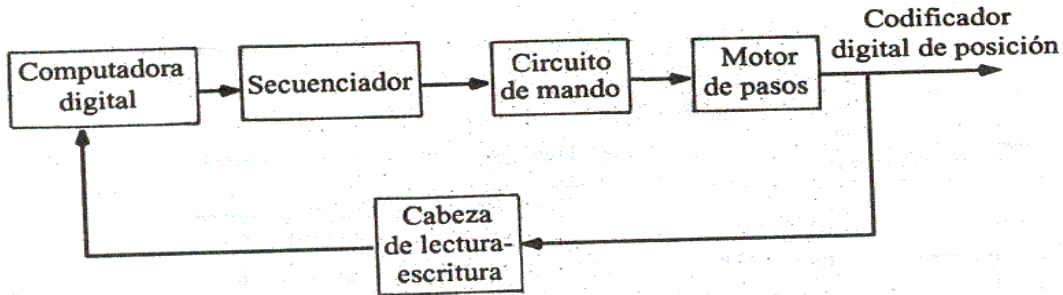 Codificador
digital de posición
Computadora
digital
Secuenciador
Circuito
de mando
Motor
de pasos
Cabeza
de lectura-
escritura